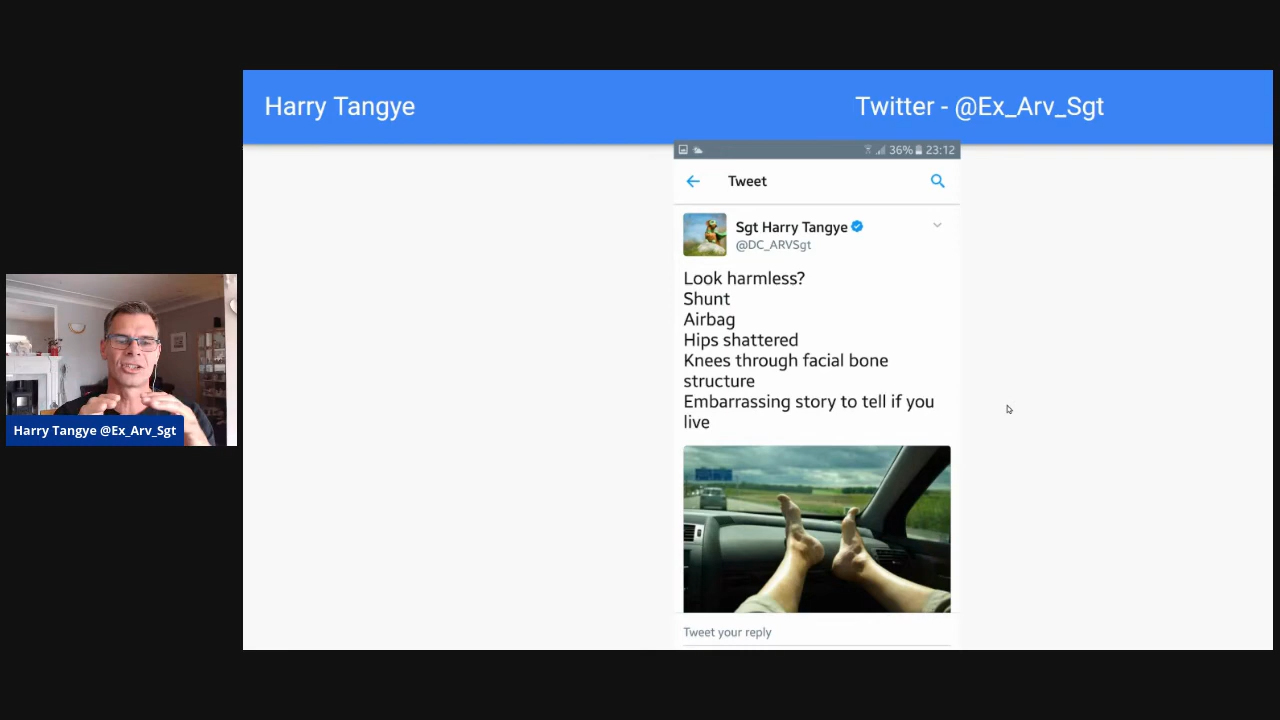 Harry Tangye
Twitter - @Ex_Arv_Sgt
36% 23:12
Tweet
Sgt Harry Tangye
@DC_ARVSgt
Look harmless?
Shunt
Airbag
Hips shattered
Knees through facial bone
structure
Embarrassing story to tell if you
live
Tweet your reply
Harry Tangye @Ex_Arv_Sgt